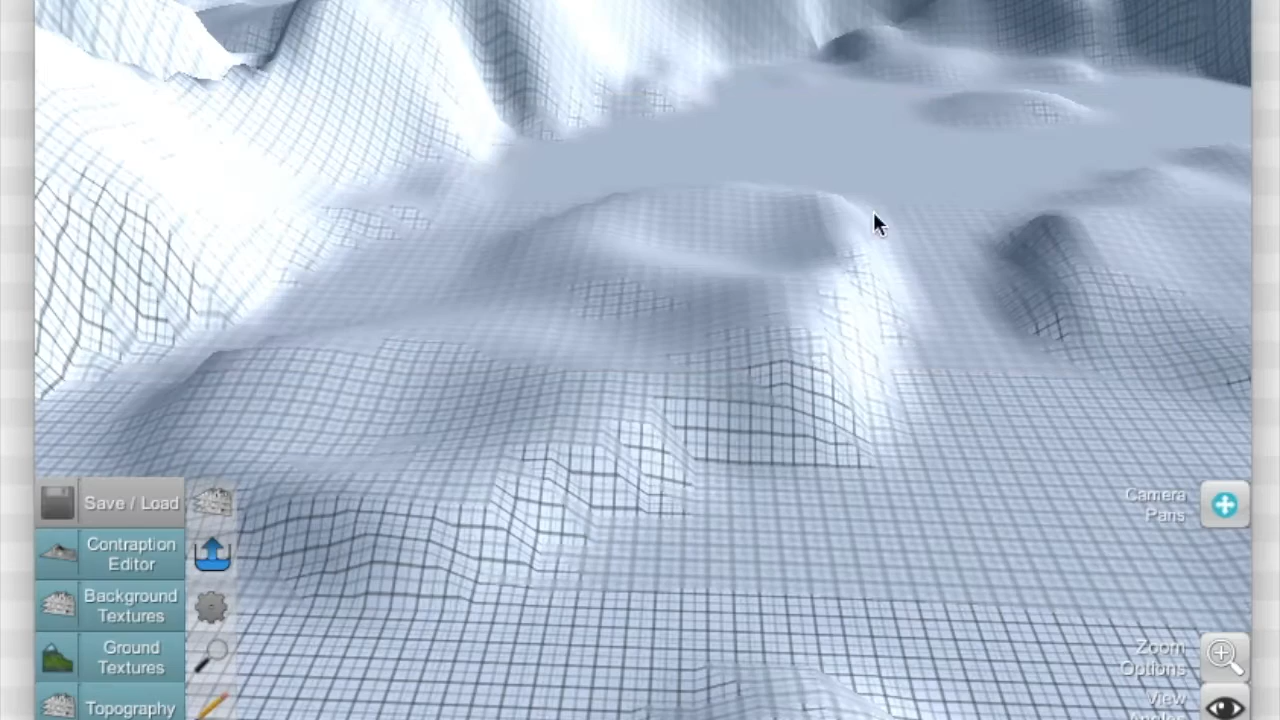 Save / Load
Contraption
Editor
Background
Textures
Ground
Textures
Topography
Camera
Pans
Zoom
Options
View